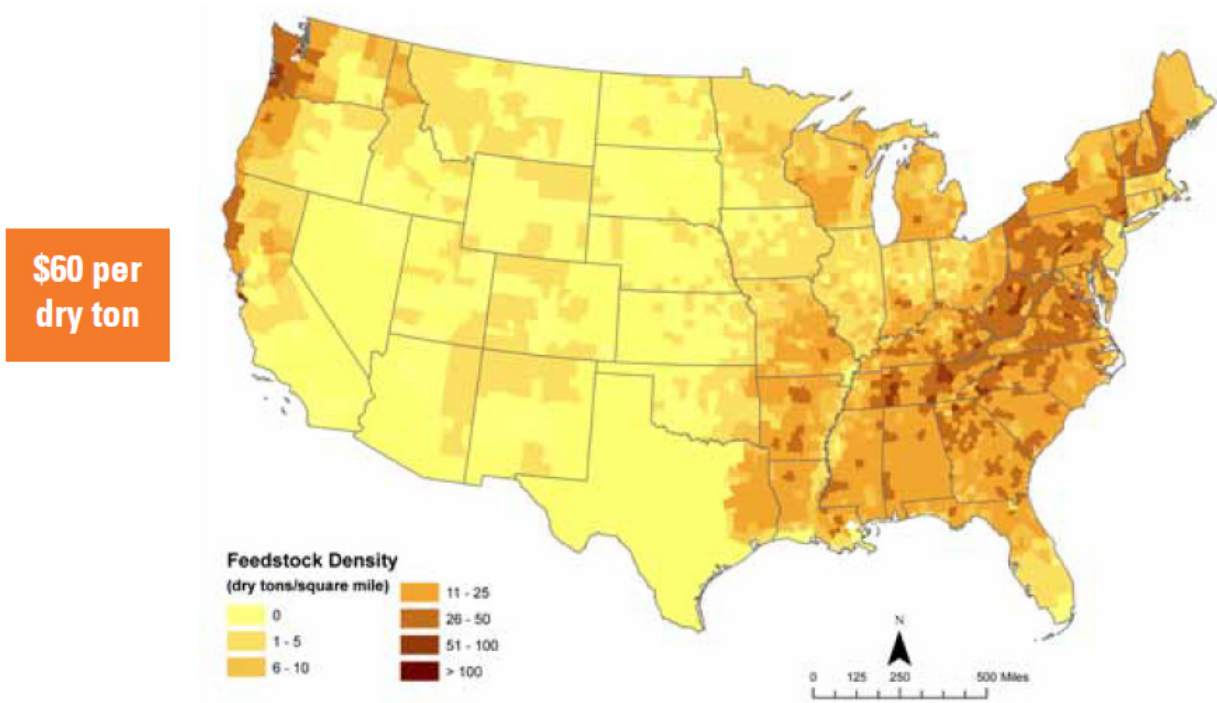 $60 per
dry ton
Feedstock Density
(dry tons/square mile)
0
1 - 5
6 - 10
11 - 25
26 - 50
51 - 100
> 100
N
0 125 250 500 Miles